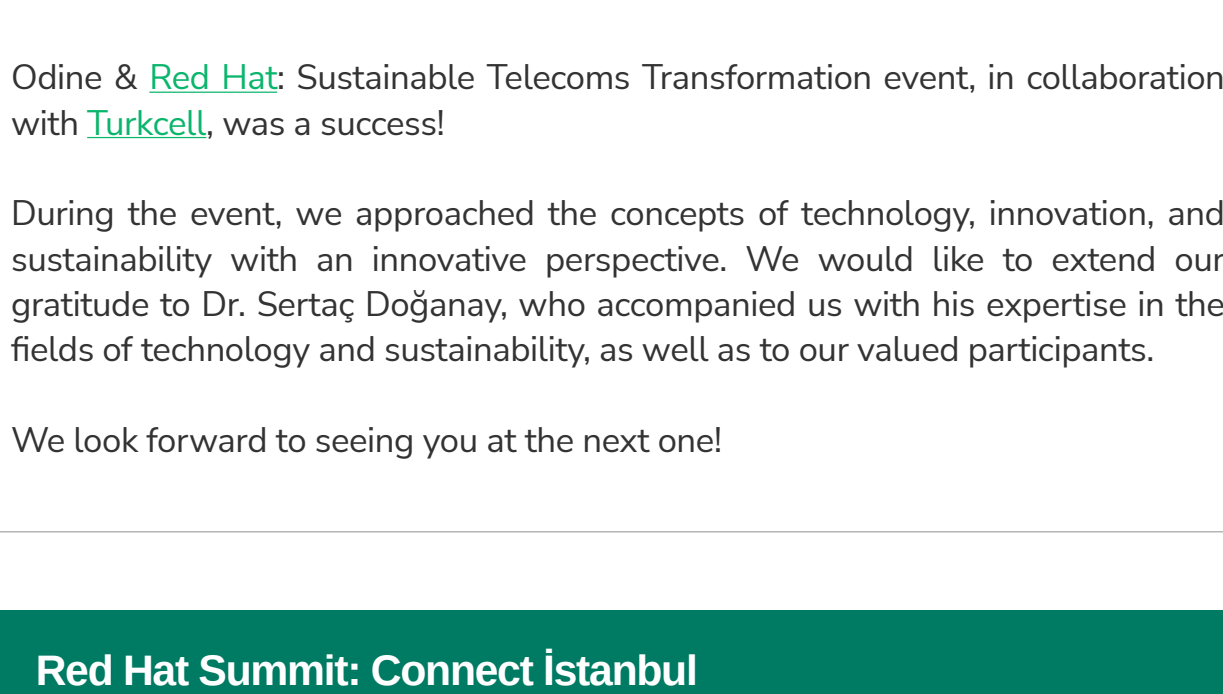 Odine & Red Hat: Sustainable Telecoms Transformation event, in collaboration
with Turkcell, was a success!
During the event, we approached the concepts of technology, innovation, and
sustainability with an innovative perspective. We would like to extend our
gratitude to Dr. Sertaç Doğanay, who accompanied us with his expertise in the
fields of technology and sustainability, as well as to our valued participants.
We look forward to seeing you at the next one!
Red Hat Summit: Connect İstanbul